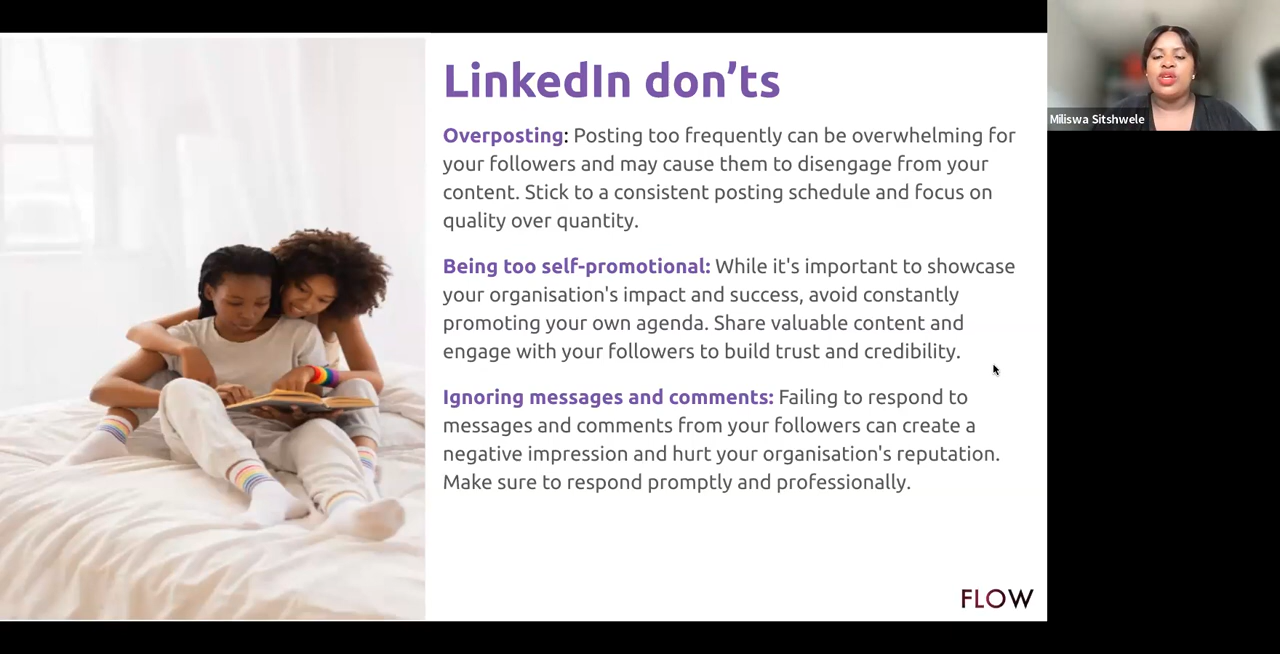 LinkedIn don’ts
Overposting: Posting too frequently can be overwhelming for
your followers and may cause them to disengage from your
content. Stick to a consistent posting schedule and focus on
quality over quantity.
Being too self-promotional: While it's important to showcase
your organisation's impact and success, avoid constantly
promoting your own agenda. Share valuable content and
engage with your followers to build trust and credibility.
Ignoring messages and comments: Failing to respond to
messages and comments from your followers can create a
negative impression and hurt your organisation's reputation.
Make sure to respond promptly and professionally.
FLOW
Miliswa Sitshwele